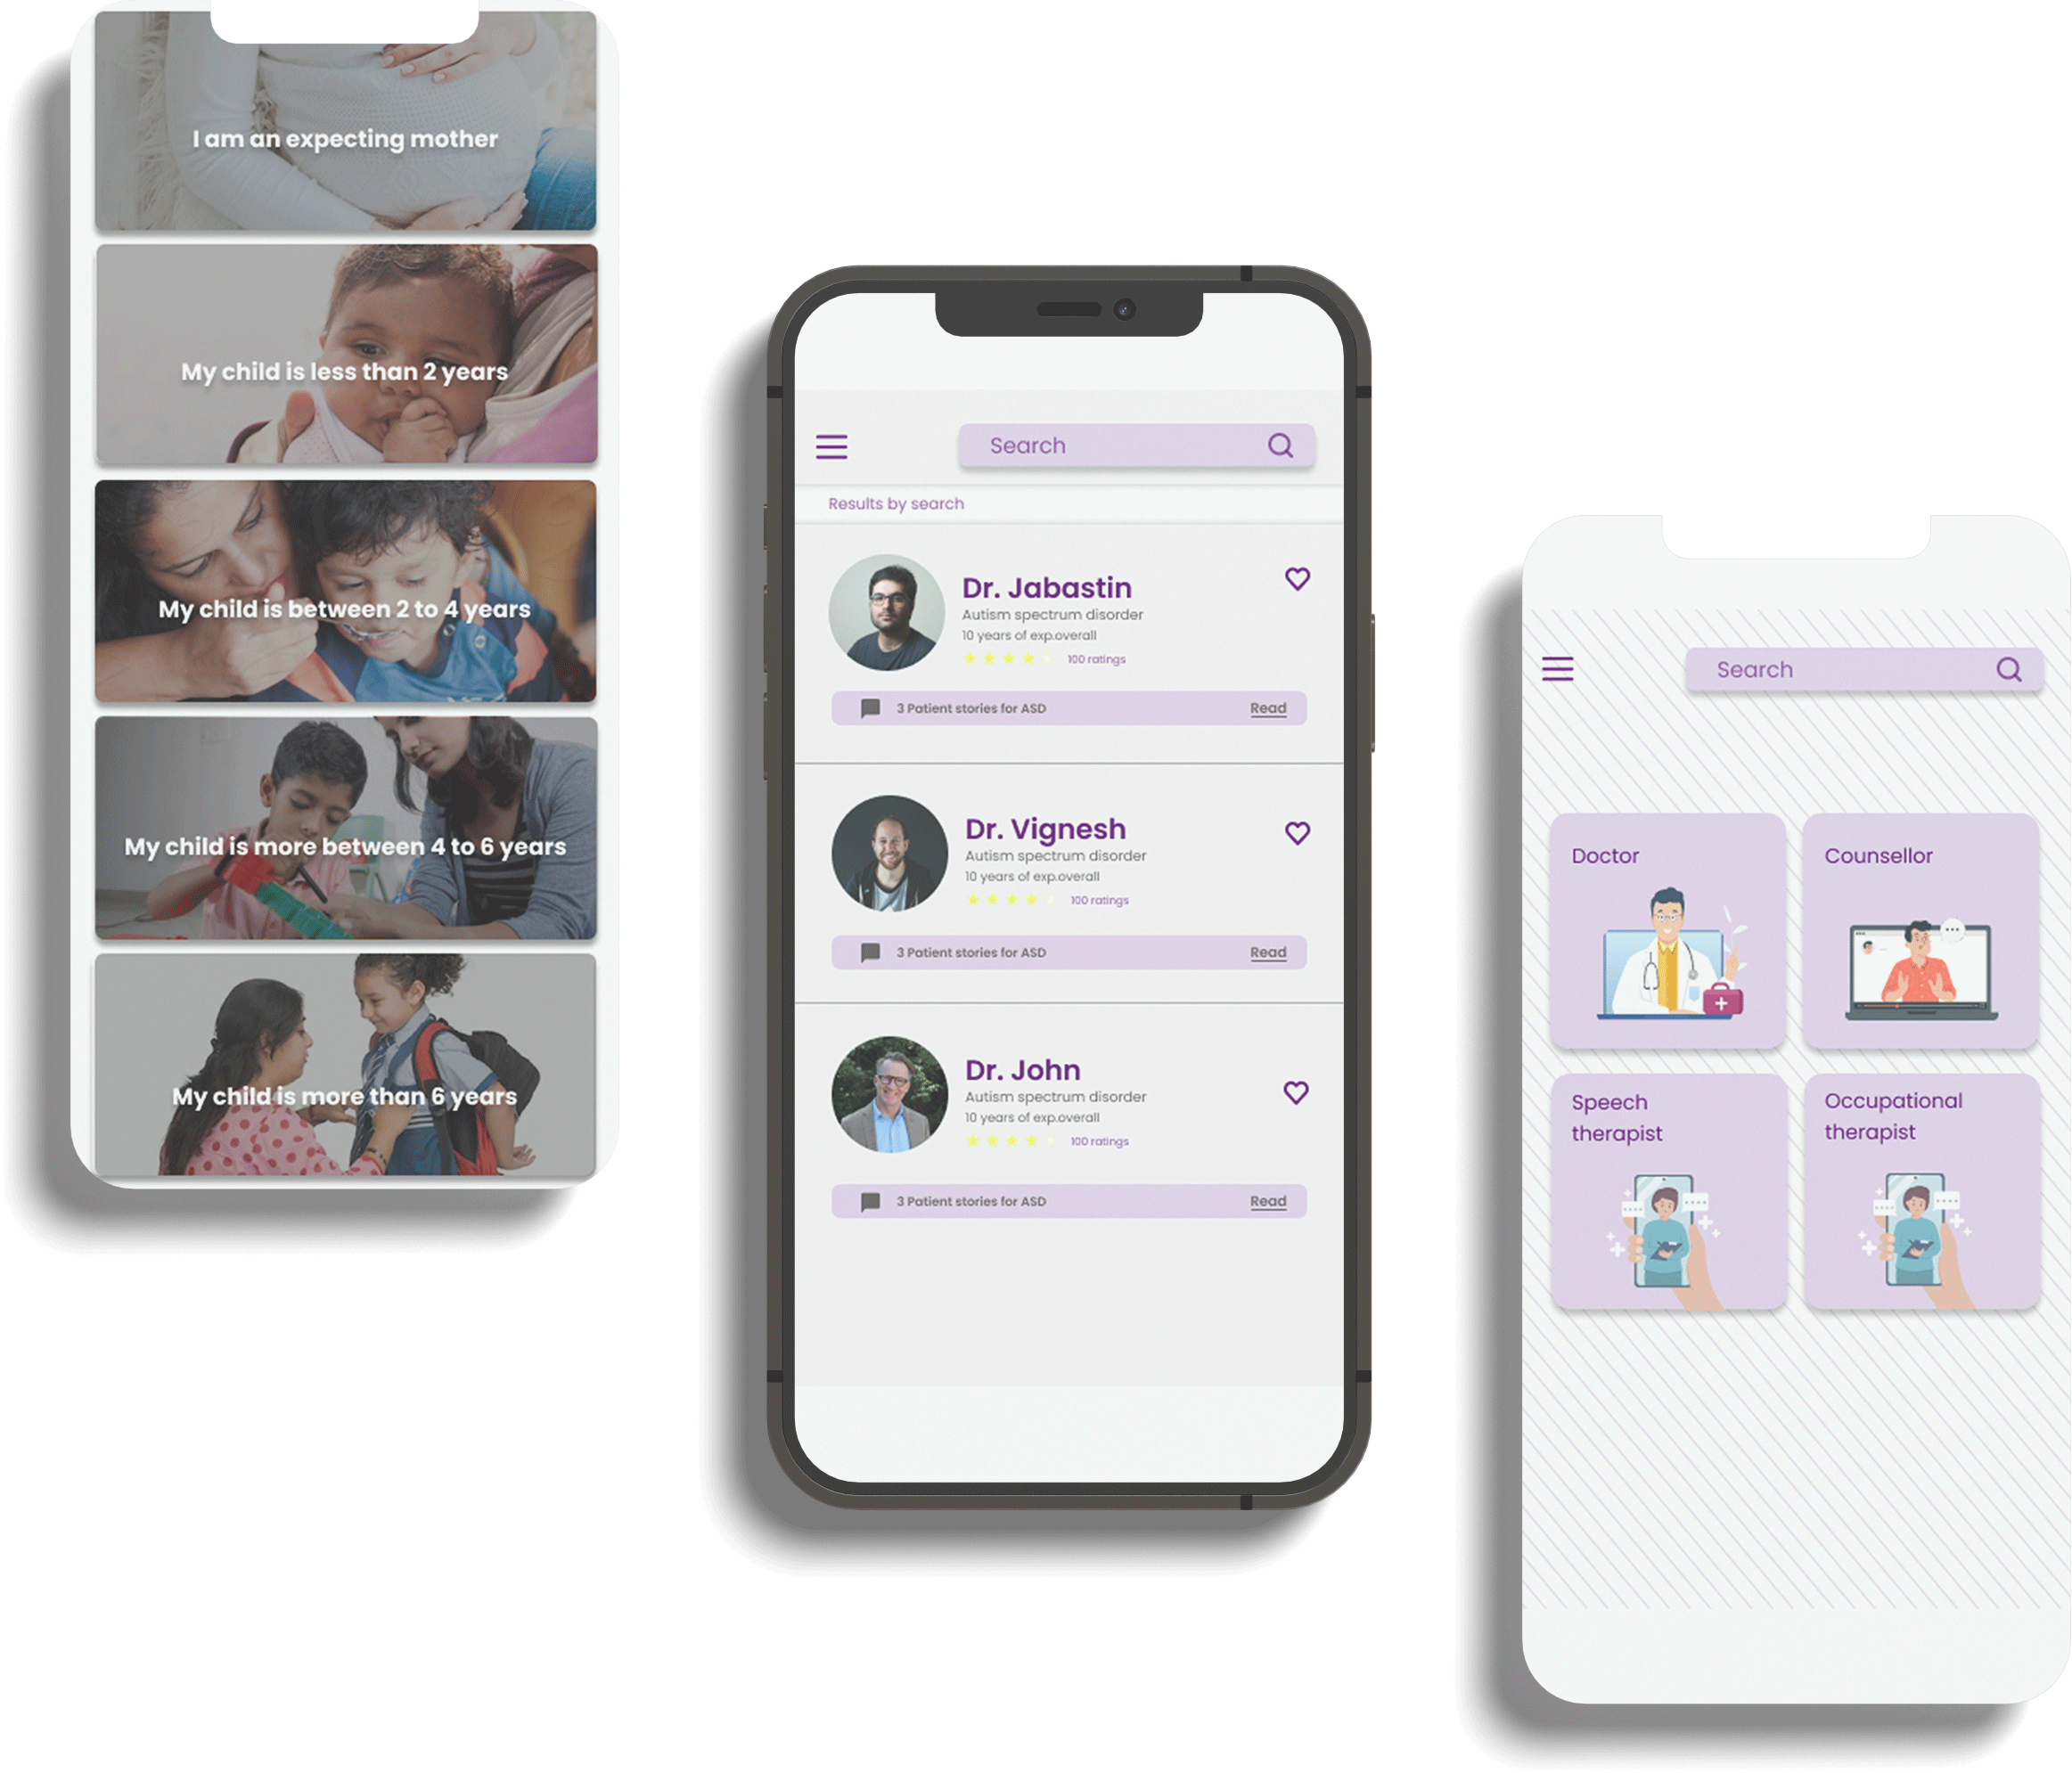 I am an expecting mother
My child is less than 2 years
My child is between 2 to 4 years
My child is more between 4 to 6 years
My child is more than 6 years
Search
Results by search
Dr. Jabastin
Autism spectrum disorder
10 years of exp.overall
100 ratings
3 Patient stories for ASD Read
Dr. Vignesh
Autism spectrum disorder
10 years of exp.overall
100 ratings
3 Patient stories for ASD Read
Dr. John
Autism spectrum disorder
10 years of exp.overall
100 ratings
3 Patient stories for ASD Read
Search
Doctor
Counsellor
Speech
therapist
Occupational
therapist